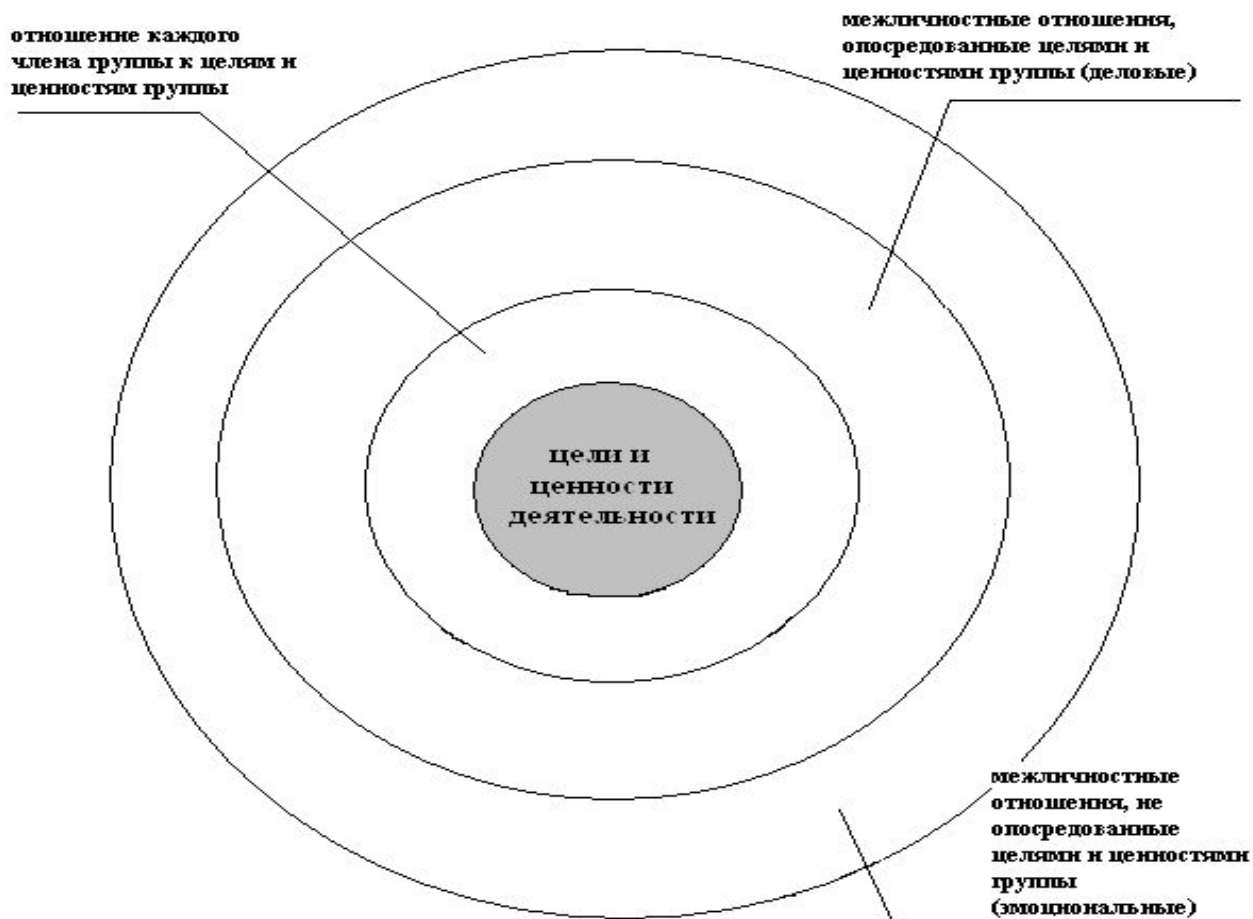 отношение каждого
члена группы к целям и
ценностям группы
межличностные отношения,
опосредованные целями и
ценностями группы (деловые)
цели и
ценности
деятельности
межличностные
отношения, не
опосредованные
целями и ценностями
группы
(эмоциональные)